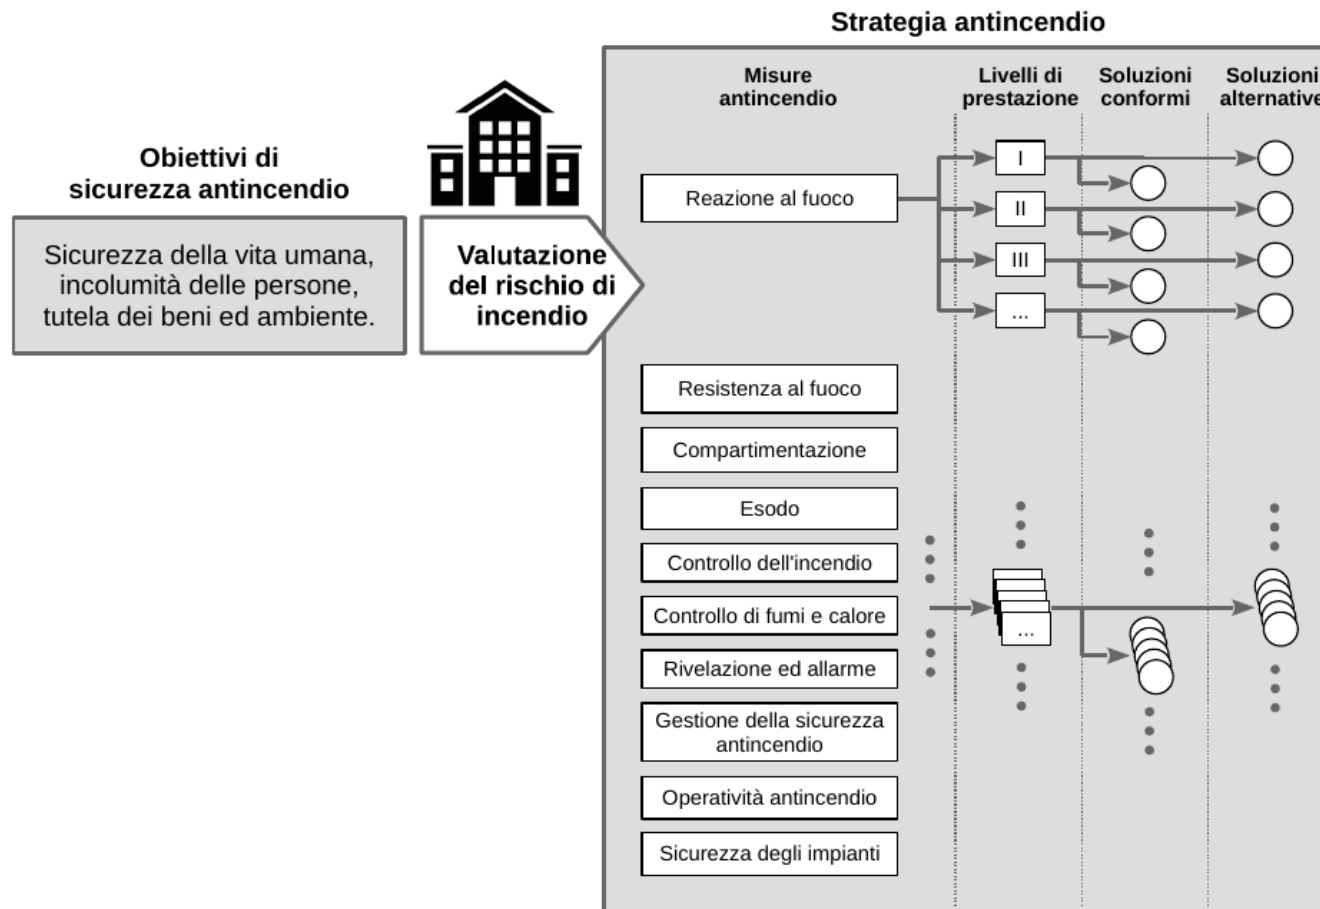 Strategia antincendio
Misure
antincendio
Livelli di
prestazione
Soluzioni
conformi
Soluzioni
alternative
Obiettivi di
sicurezza antincendio
Sicurezza della vita umana,
incolumità delle persone,
tutela dei beni ed ambiente.
Valutazione
del rischio di
incendio
Reazione al fuoco
I
II
III
...
Resistenza al fuoco
Compartimentazione
Esodo
Controllo dell'incendio
Controllo di fumi e calore
...
Rivelazione ed allarme
Gestione della sicurezza
antincendio
Operatività antincendio
Sicurezza degli impianti